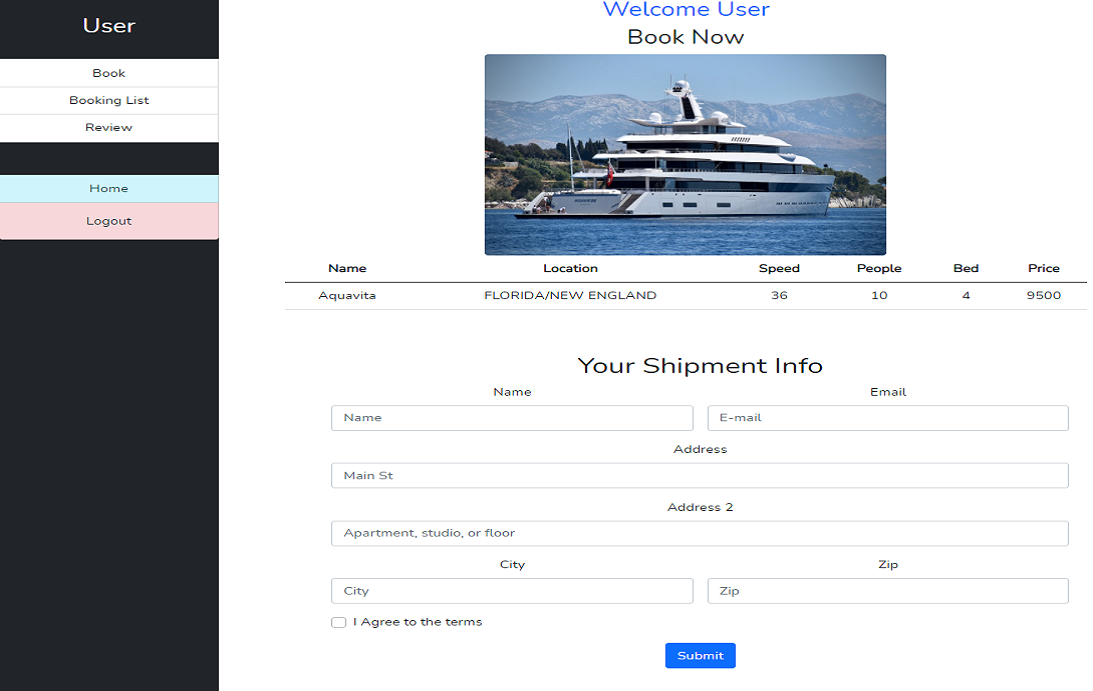 User
Book
Booking List
Review
Home
Logout
Welcome User
Book Now
Name Location Speed People Bed Price
Aquavita FLORIDA/NEW ENGLAND 36 10 4 9500
Your Shipment Info
Name Email
Name E-mail
Address
Main St
Address 2
Apartment, studio, or floor
City Zip
City Zip
I Agree to the terms
Submit